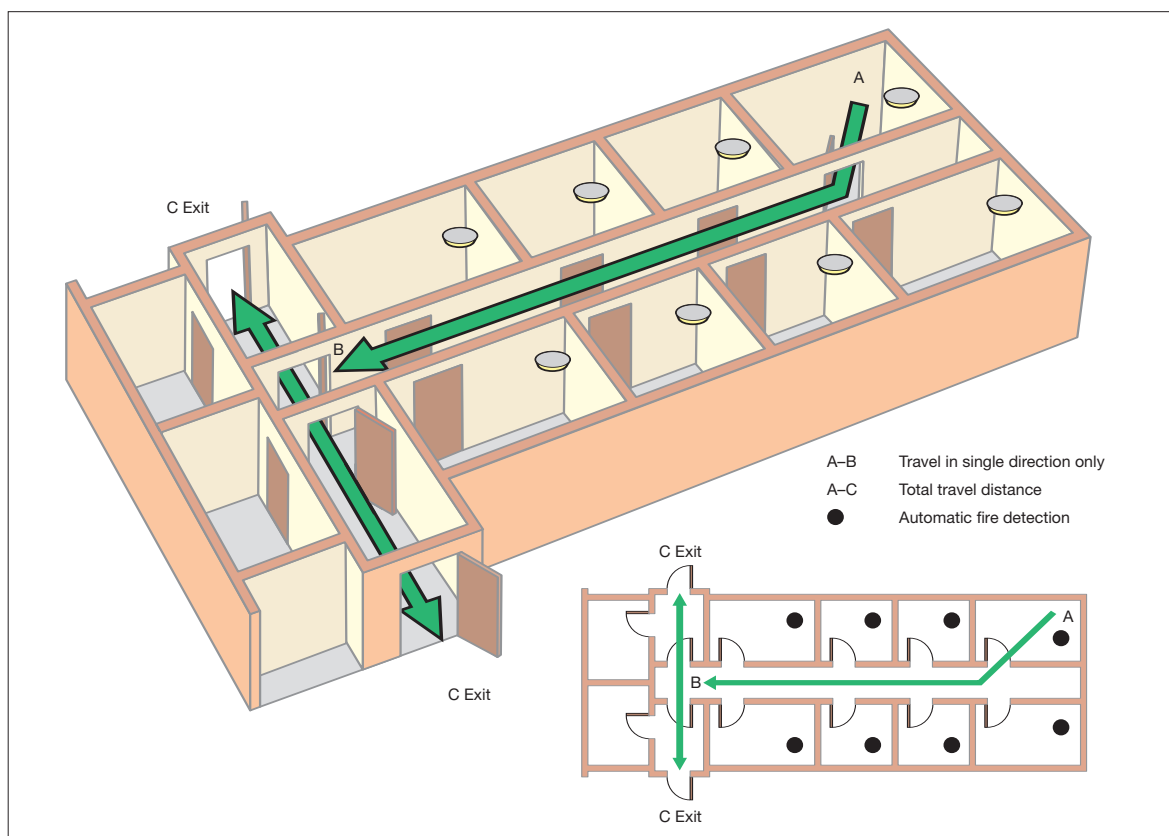 A
C Exit
B
A–B Travel in single direction only
A–C Total travel distance
Automatic fire detection
C Exit
C Exit
A
B
C Exit